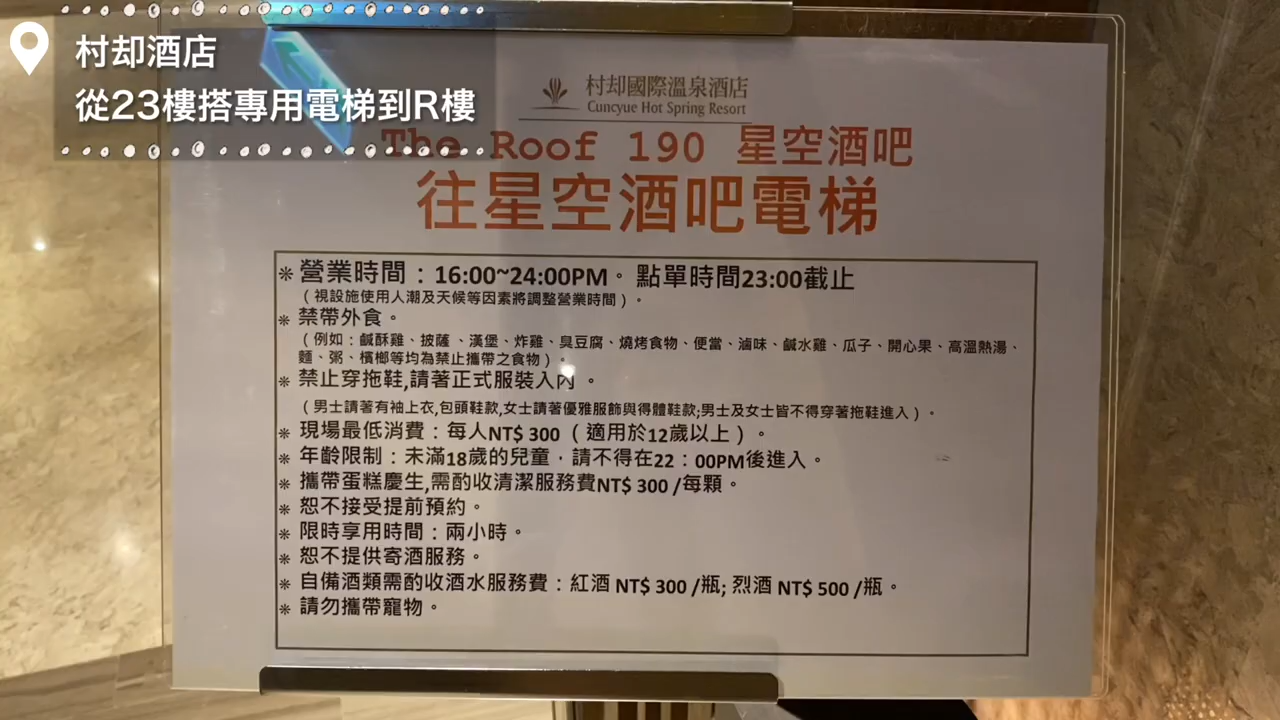 村却酒店
從23樓搭專用電梯到R樓
村却國際溫泉酒店
Cuncyue Hot Spring Resort
The Roof 190 星空酒吧
往星空酒吧電梯
＊營業時間：16:00~24:00PM。點單時間23:00截止
（視設施使用人潮及天候等因素將調整營業時間）。
＊禁帶外食。
（例如：鹹酥雞、披薩、漢堡、炸雞、臭豆腐、燒烤食物、便當、滷味、鹹水雞、瓜子、開心果、高溫熱湯、
麵、粥、檳榔等均為禁止攜帶之食物）。
＊禁止穿拖鞋,請著正式服裝入內。
（男士請著有袖上衣,包頭鞋款,女士請著優雅服飾與得體鞋款;男士及女士皆不得穿著拖鞋進入）。
＊現場最低消費：每人NT$ 300（適用於12歲以上）。
＊年齡限制：未滿18歲的兒童，請不得在22：00PM後進入。
＊攜帶蛋糕慶生,需酌收清潔服務費NT$ 300 /每顆。
＊恕不接受提前預約。
＊限時享用時間：兩小時。
＊恕不提供寄酒服務。
＊自備酒類需酌收酒水服務費：紅酒 NT$ 300 /瓶; 烈酒 NT$ 500 /瓶。
＊請勿攜帶寵物。